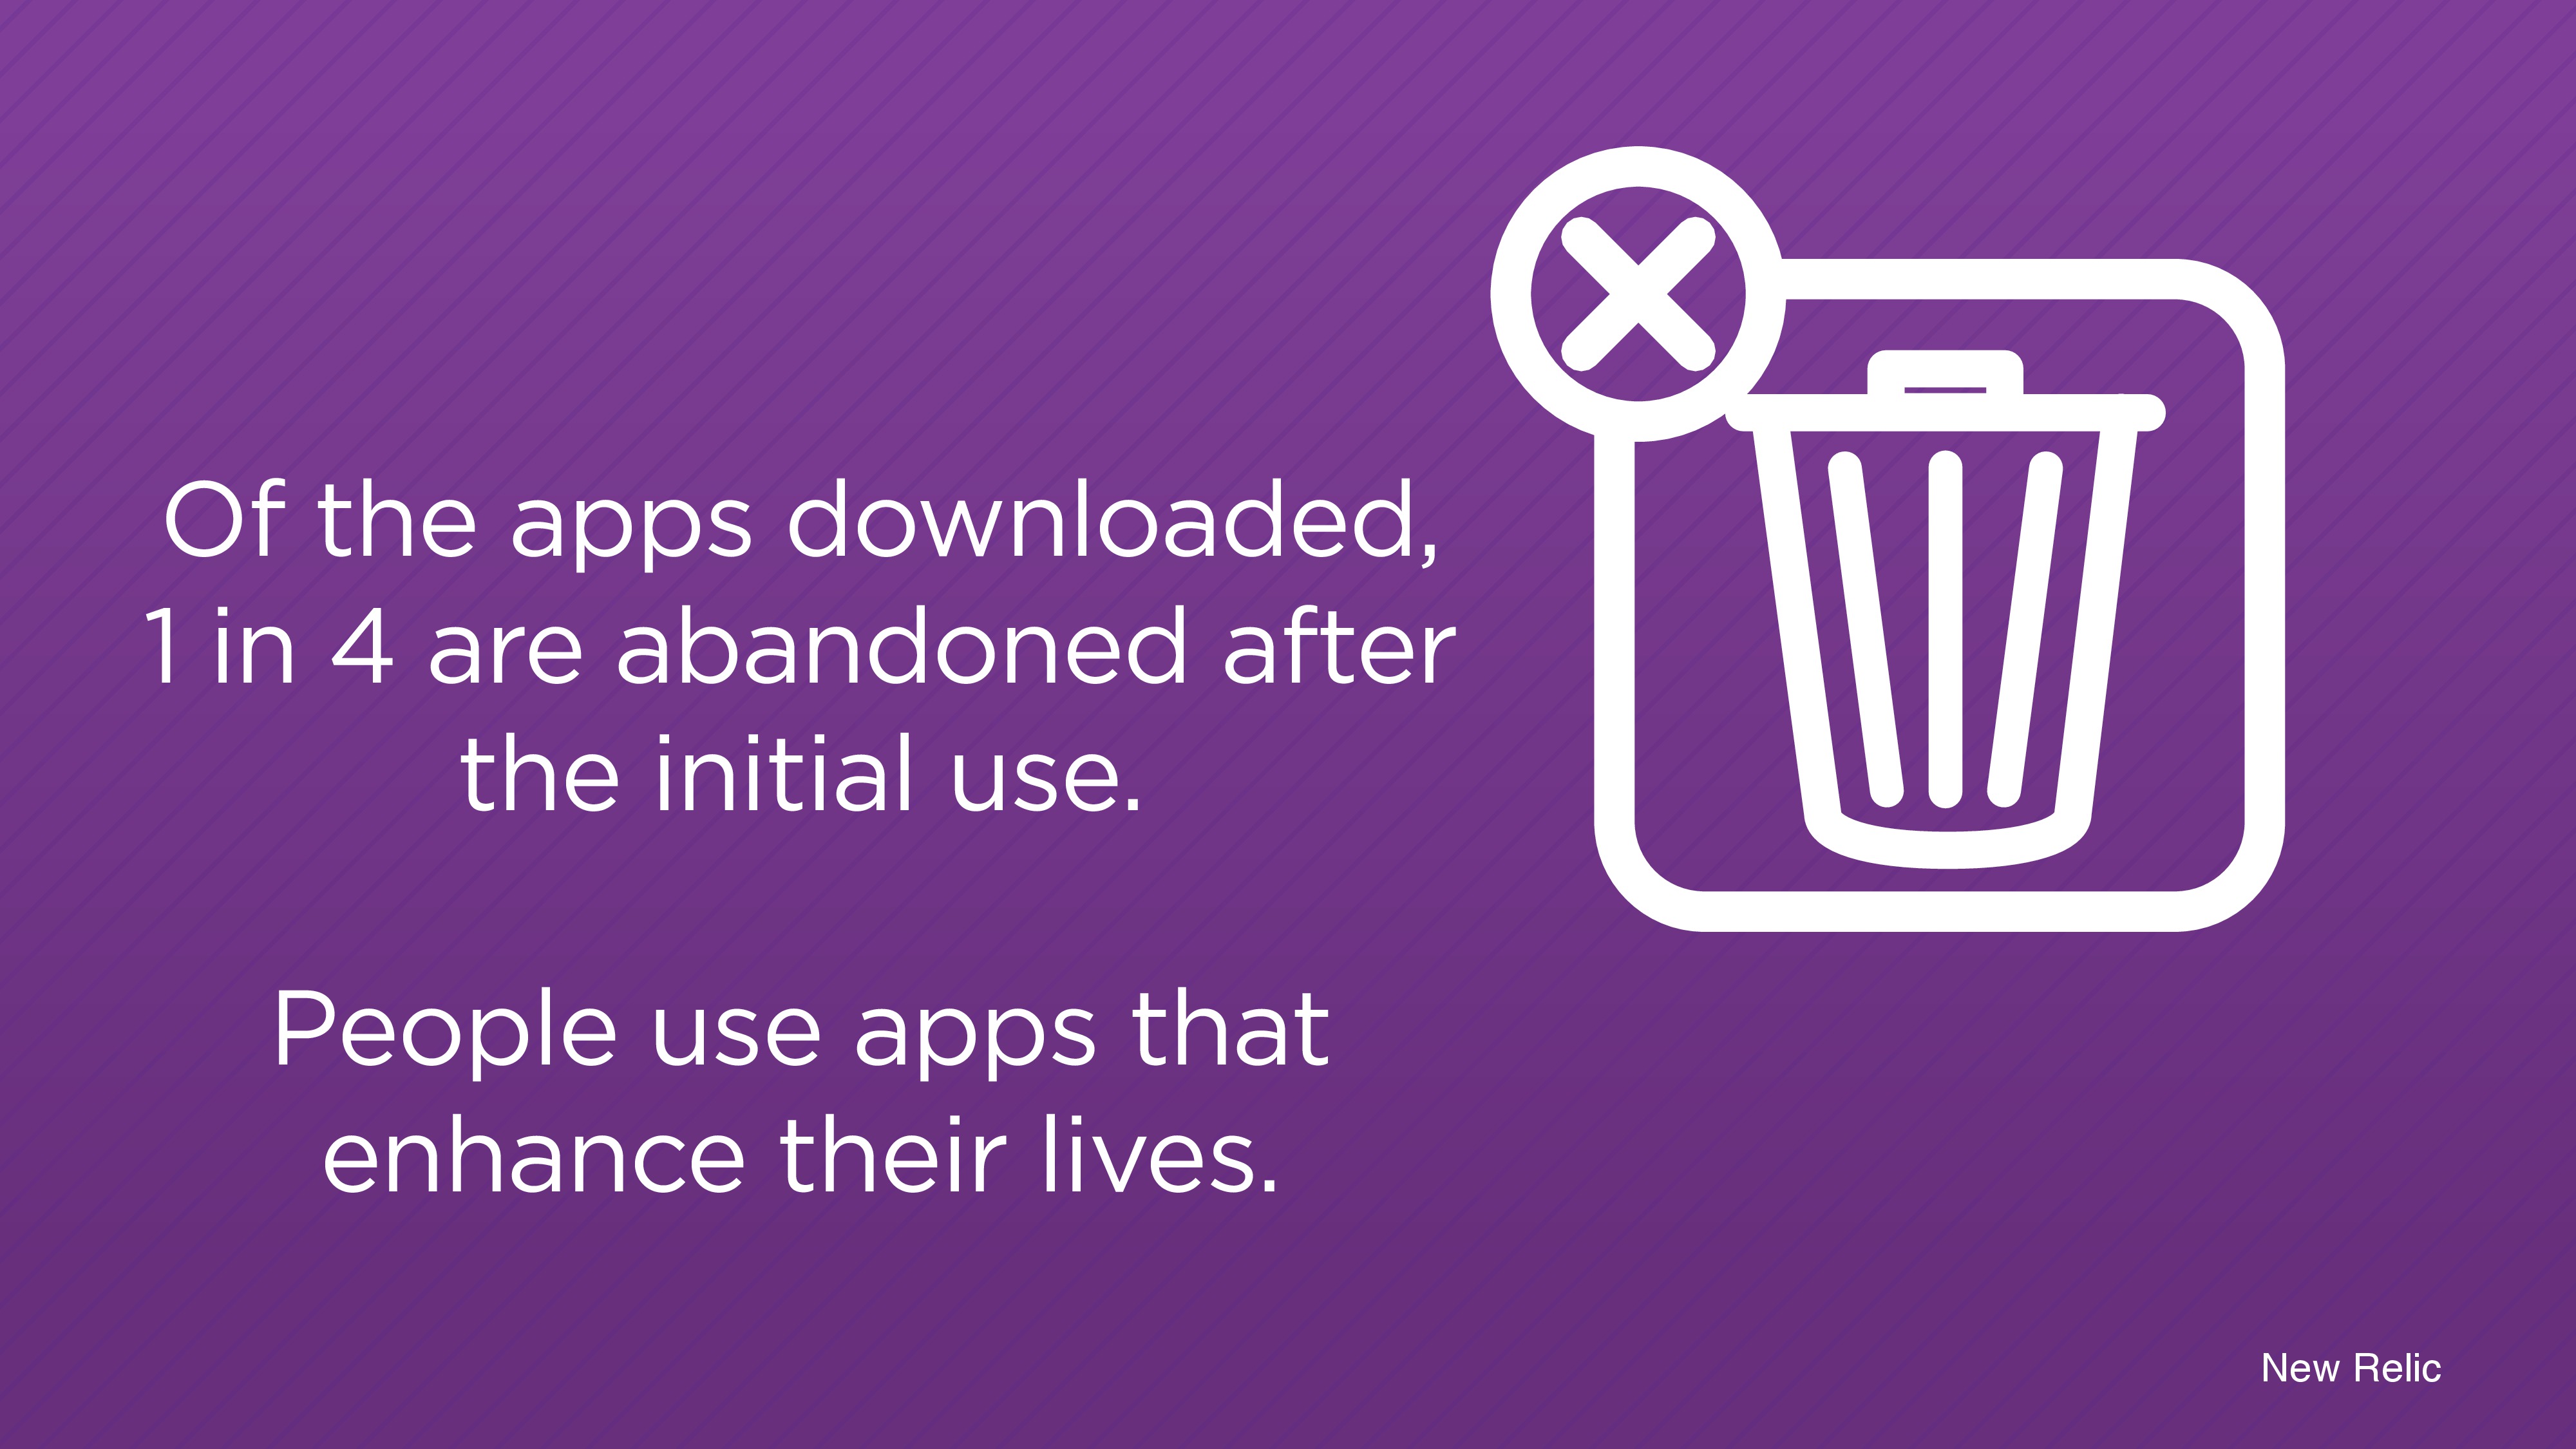 Of the apps downloaded,
1 in 4 are abandoned after
the initial use.
People use apps that
enhance their lives.
New Relic